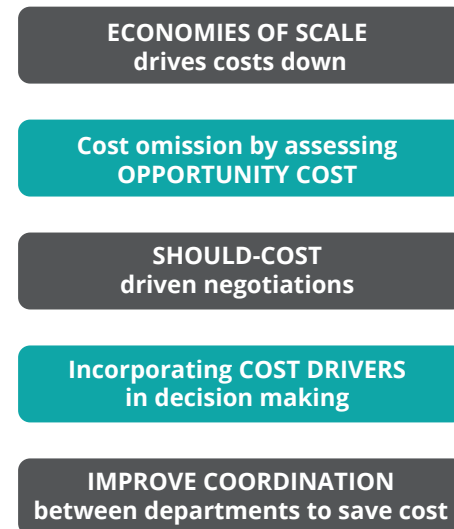 ECONOMIES OF SCALE
drives costs down
Cost omission by assessing
OPPORTUNITY COST
SHOULD-COST
driven negotiations
Incorporating COST DRIVERS
in decision making
IMPROVE COORDINATION
between departments to save cost